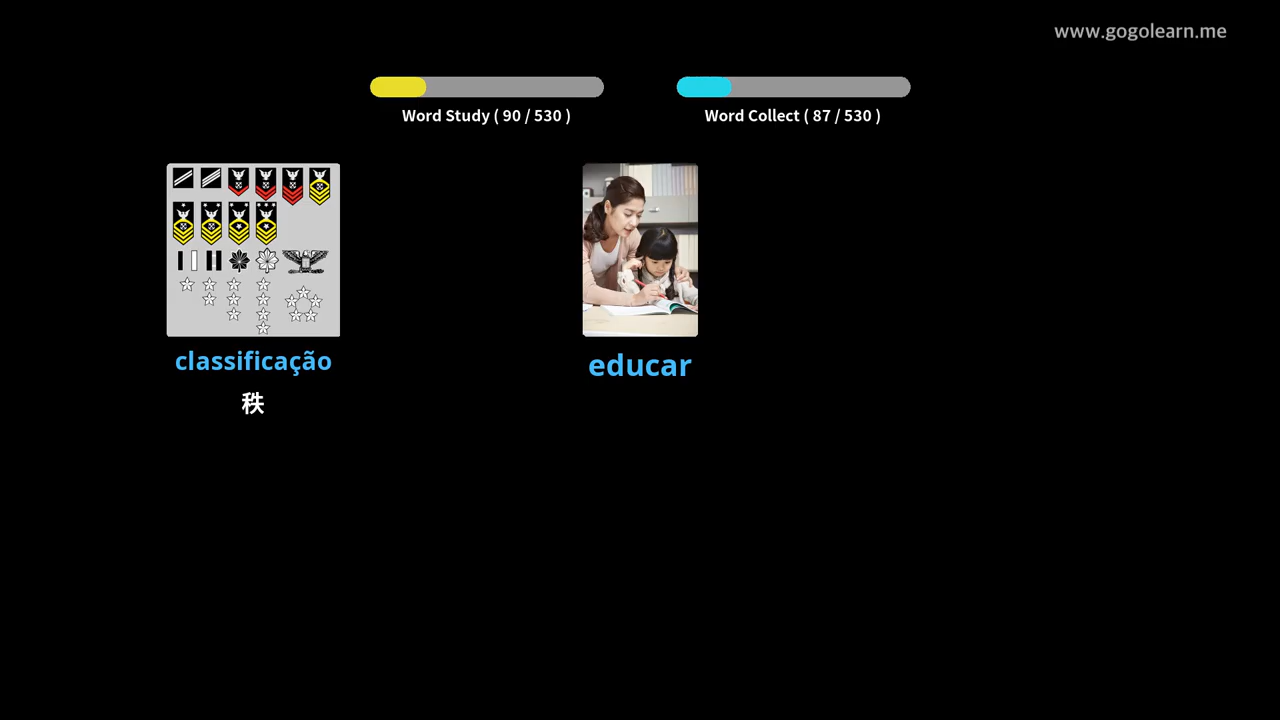 www.gogolearn.me
Word Study ( 90 / 530 )
Word Collect ( 87 / 530 )
classificação
秩
educar